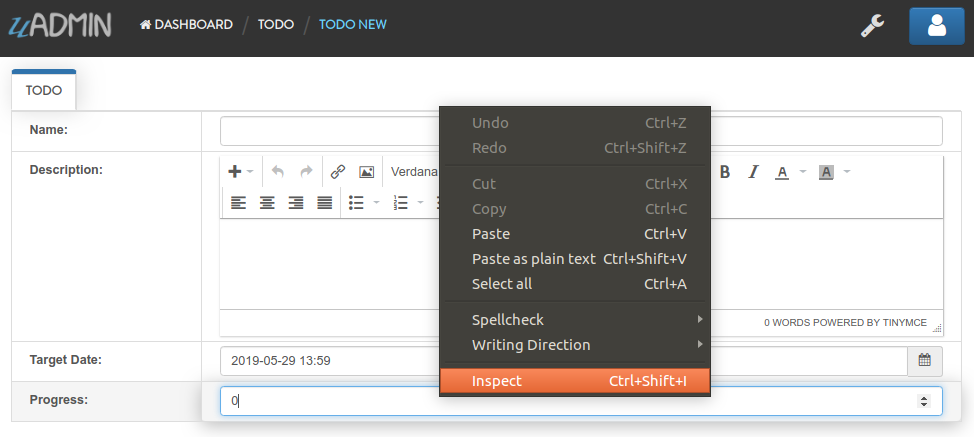 uADMIN DASHBOARD / TODO / TODO NEW
TODO
Name:
Description:
Verdana
B I A A
Undo Ctrl+Z
Redo Ctrl+Shift+Z
Cut Ctrl+X
Copy Ctrl+C
Paste Ctrl+V
Paste as plain text Ctrl+Shift+V
Select all Ctrl+A
Spellcheck
Writing Direction
Inspect Ctrl+Shift+I
0 WORDS POWERED BY TINYMCE
Target Date: 2019-05-29 13:59
Progress: 0